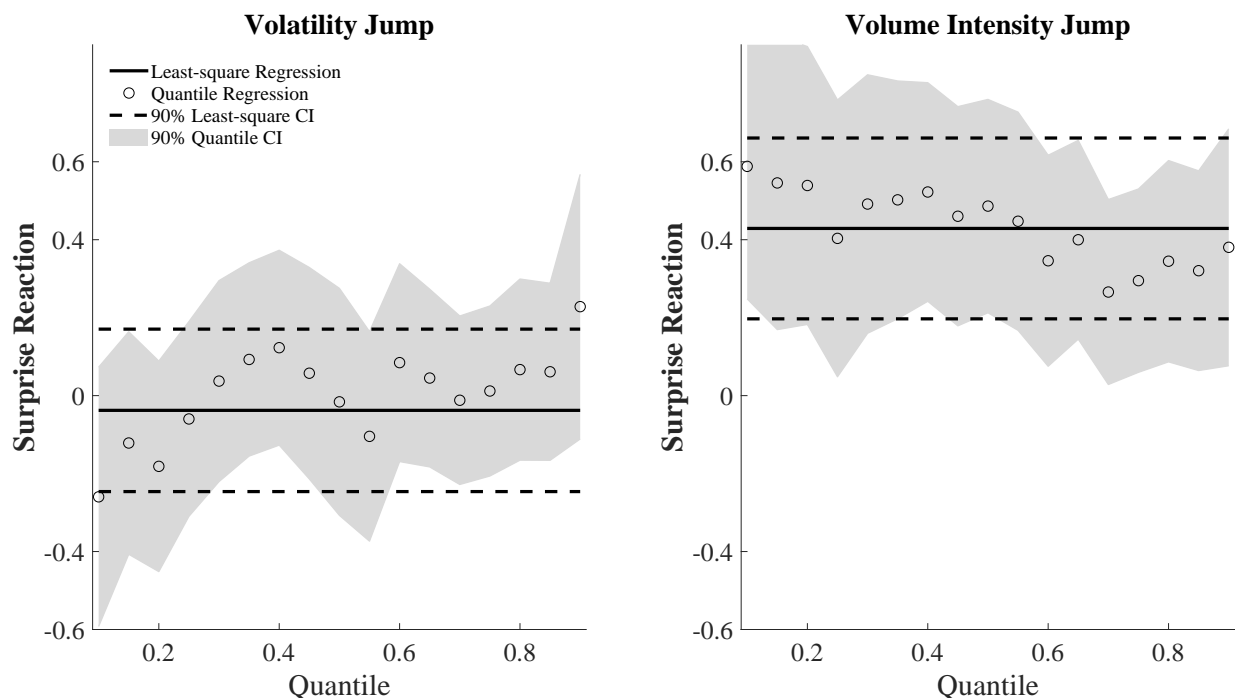 Volatility Jump
Least-square Regression
Quantile Regression
90% Least-square CI
90% Quantile CI
Surprise Reaction
0.6
0.4
0
-0.4
-0.6
0.2
0.4
0.6
0.8
Quantile
Volume Intensity Jump
Surprise Reaction
0.6
0.4
0
-0.4
-0.6
0.2
0.4
0.6
0.8
Quantile